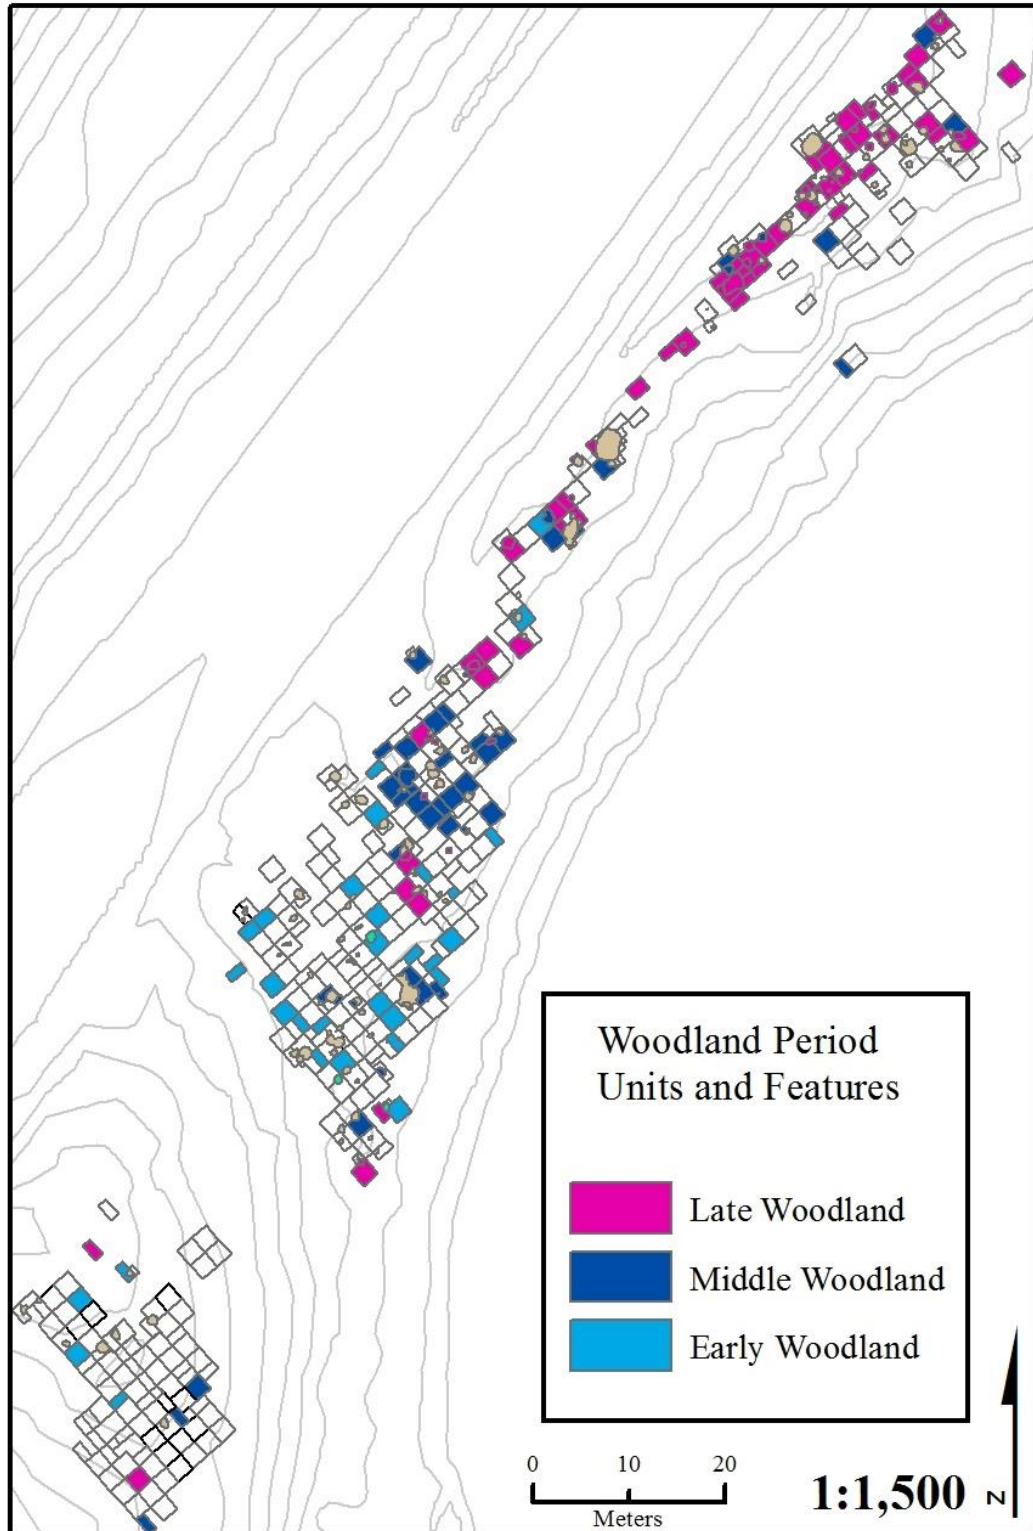 Woodland Period
Units and Features
Late Woodland
Middle Woodland
Early Woodland
0 10 20
Meters
1:1,500
N